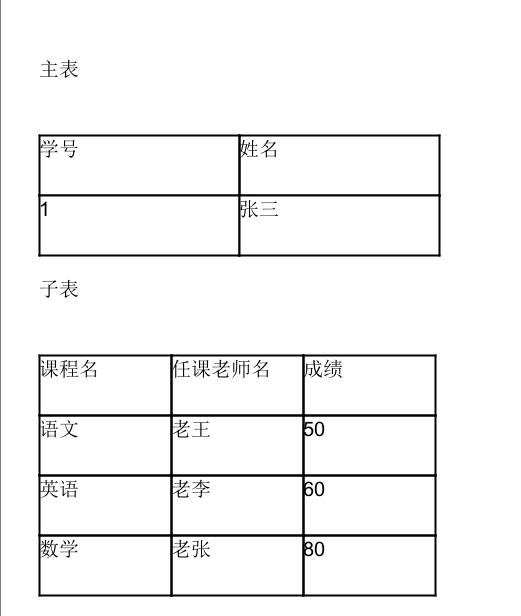 主表
学号 姓名
1 张三
子表
课程名 任课老师名 成绩
语文 老王 50
英语 老李 60
数学 老张 80